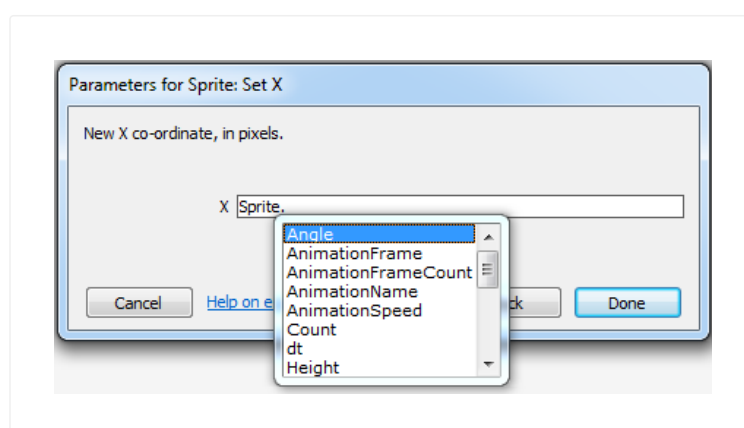 Parameters for Sprite: Set X
New X co-ordinate, in pixels.
X Sprite.
Angle
AnimationFrame
AnimationFrameCount
AnimationName
AnimationSpeed
Count
dt
Height
Cancel Help on e ck Done